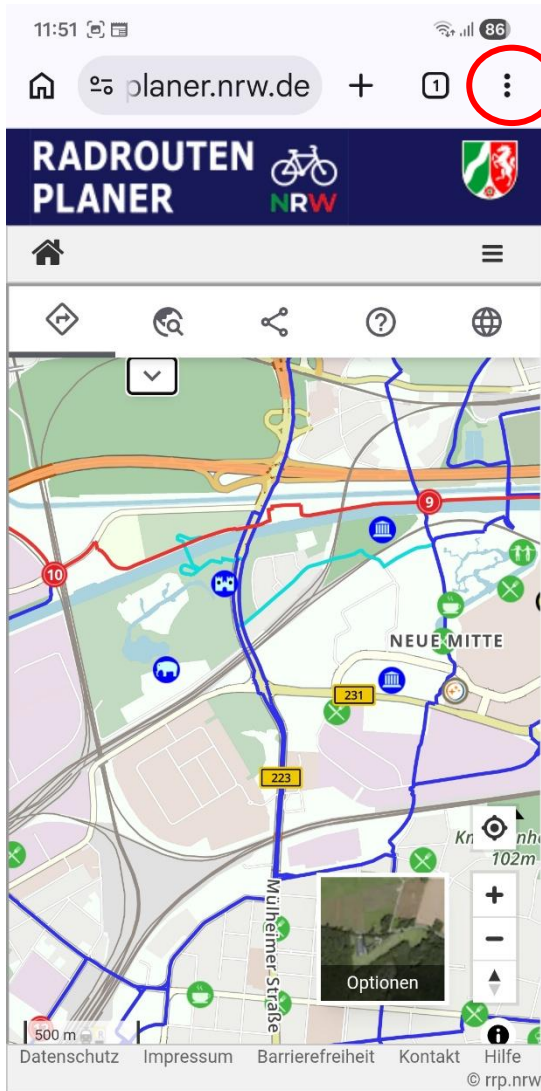 11:51
86
planer.nrw.de
1
RADROUTEN
PLANER
NRW
9
10
NEUE MITTE
231
223
102m
Mülheimer Straße
Optionen
500 m
Datenschutz Impressum Barrierefreiheit Kontakt Hilfe
© rrp.nrw